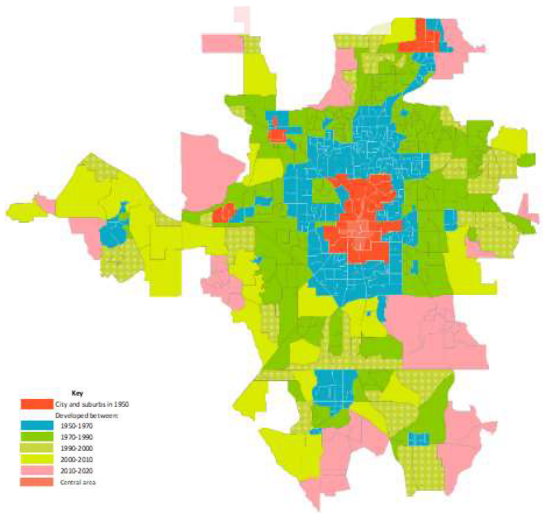 Key
City and suburbs in 1950
Developed between:
1950-1970
1970-1990
1990-2000
2000-2010
2010-2020
Central area